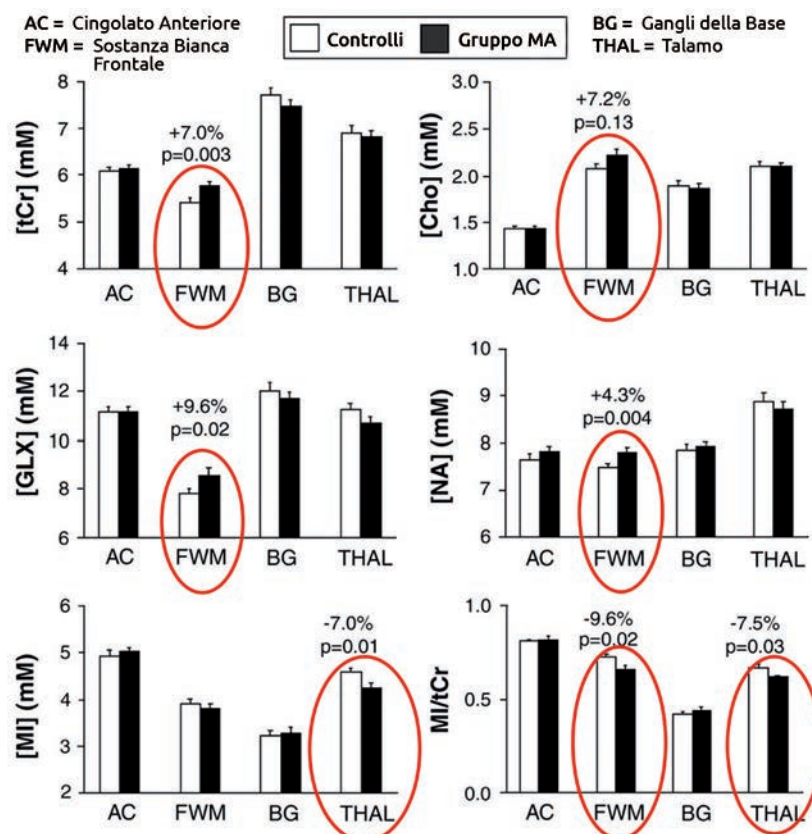 AC = Cingolato Anteriore
FWM = Sostanza Bianca
Frontale
Controlli Gruppo MA
BG = Gangli della Base
THAL = Talamo
[tCr] (mM)
8
7
6
5
4
+7.0%
p=0.003
AC FWM BG THAL
[Cho] (mM)
3.0
2.5
2.0
1.5
1.0
+7.2%
p=0.13
AC FWM BG THAL
[GLX] (mM)
14
12
10
8
6
+9.6%
p=0.02
AC FWM BG THAL
[NA] (mM)
10
9
8
7
6
+4.3%
p=0.004
AC FWM BG THAL
[MI] (mM)
6
5
4
3
2
-7.0%
p=0.01
AC FWM BG THAL
MI/tCr
1.0
0.5
0.0
-9.6%
p=0.02
-7.5%
p=0.03
AC FWM BG THAL